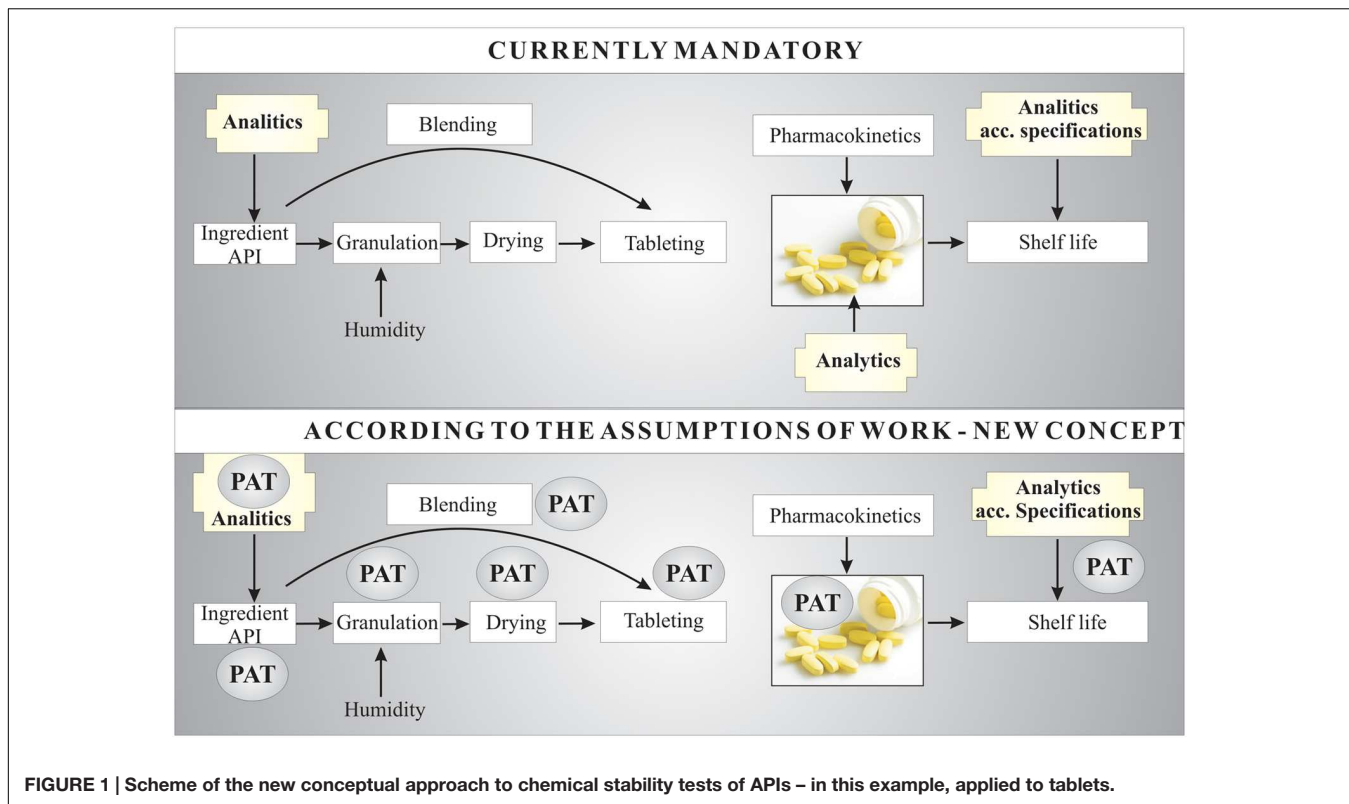 CURRENTLY MANDATORY
Analitics
Blending
Pharmacokinetics
Analitics
acc. specifications
Ingredient
API
Granulation
Drying
Tableting
Shelf life
Humidity
Analytics
ACCORDING TO THE ASSUMPTIONS OF WORK - NEW CONCEPT
PAT
Analitics
Blending
PAT
Pharmacokinetics
Analytics
acc. Specifications
PAT
PAT
PAT
PAT
PAT
Ingredient
API
Granulation
Drying
Tableting
Shelf life
PAT
Humidity
FIGURE 1 | Scheme of the new conceptual approach to chemical stability tests of APIs – in this example, applied to tablets.